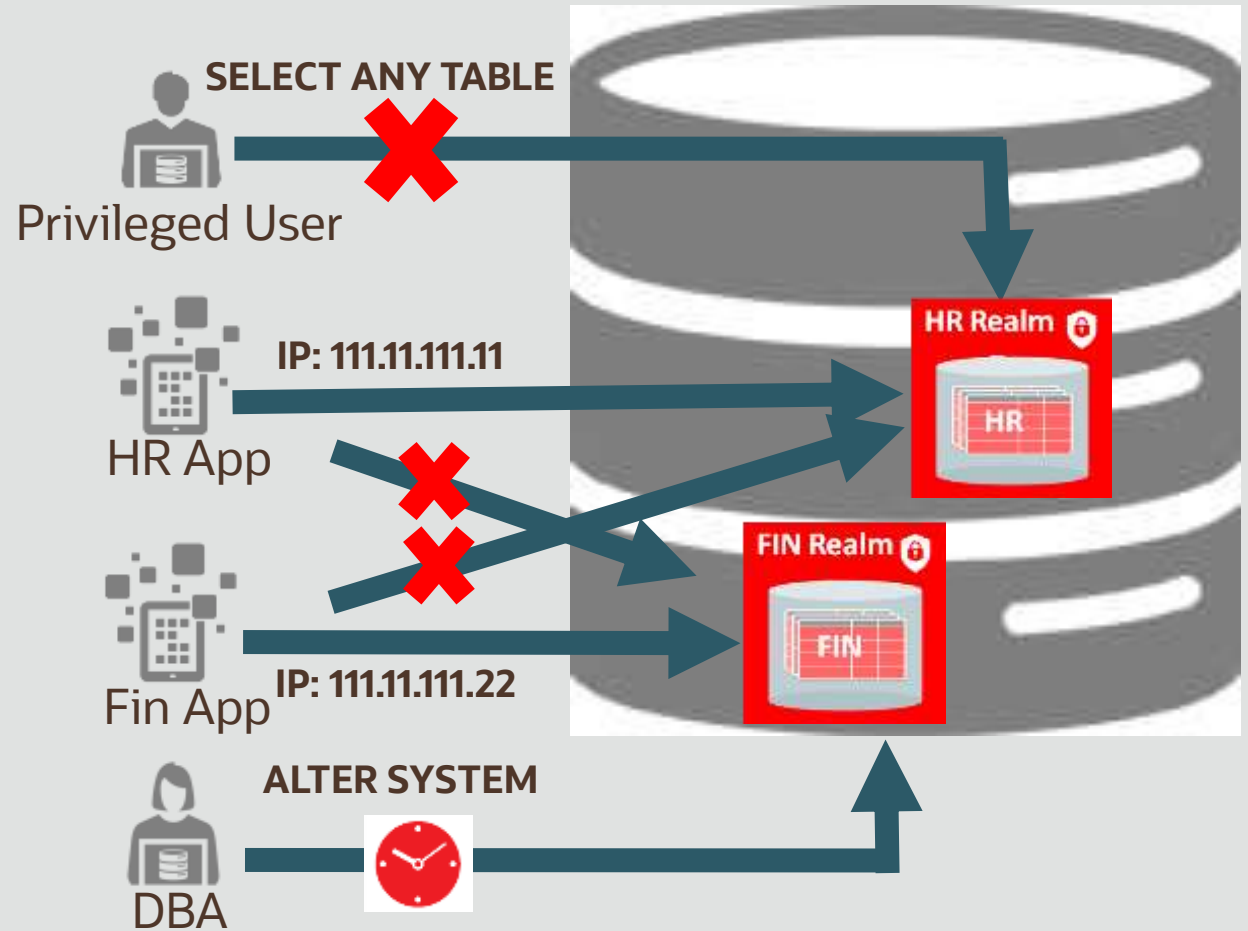 SELECT ANY TABLE
Privileged User
IP: 111.11.111.11
HR App
HR Realm
HR
FIN Realm
FIN
Fin App
IP: 111.11.111.22
ALTER SYSTEM
DBA